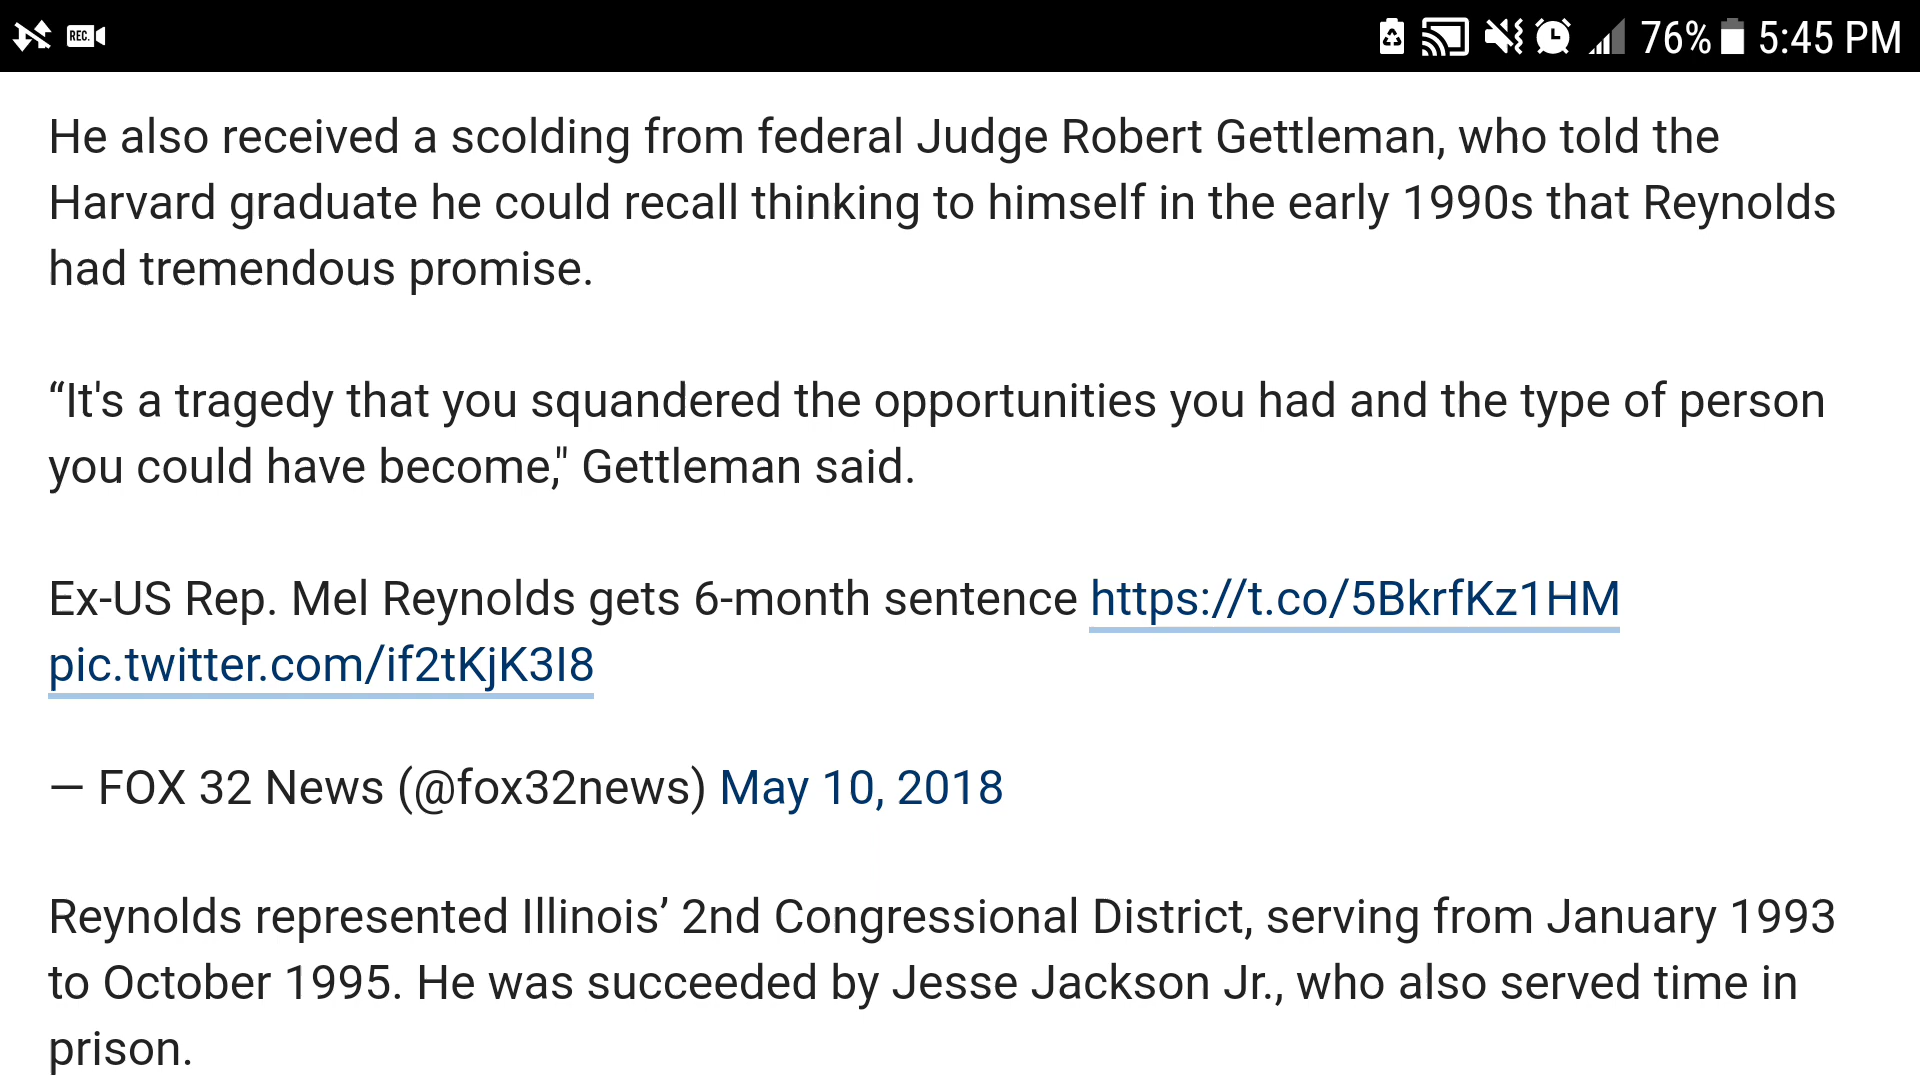 REC.
76% 5:45 PM
He also received a scolding from federal Judge Robert Gettleman, who told the
Harvard graduate he could recall thinking to himself in the early 1990s that Reynolds
had tremendous promise.
“It's a tragedy that you squandered the opportunities you had and the type of person
you could have become," Gettleman said.
Ex-US Rep. Mel Reynolds gets 6-month sentence https://t.co/5BkrfKz1HM
pic.twitter.com/if2tKjK3I8
— FOX 32 News (@fox32news) May 10, 2018
Reynolds represented Illinois’ 2nd Congressional District, serving from January 1993
to October 1995. He was succeeded by Jesse Jackson Jr., who also served time in
prison.